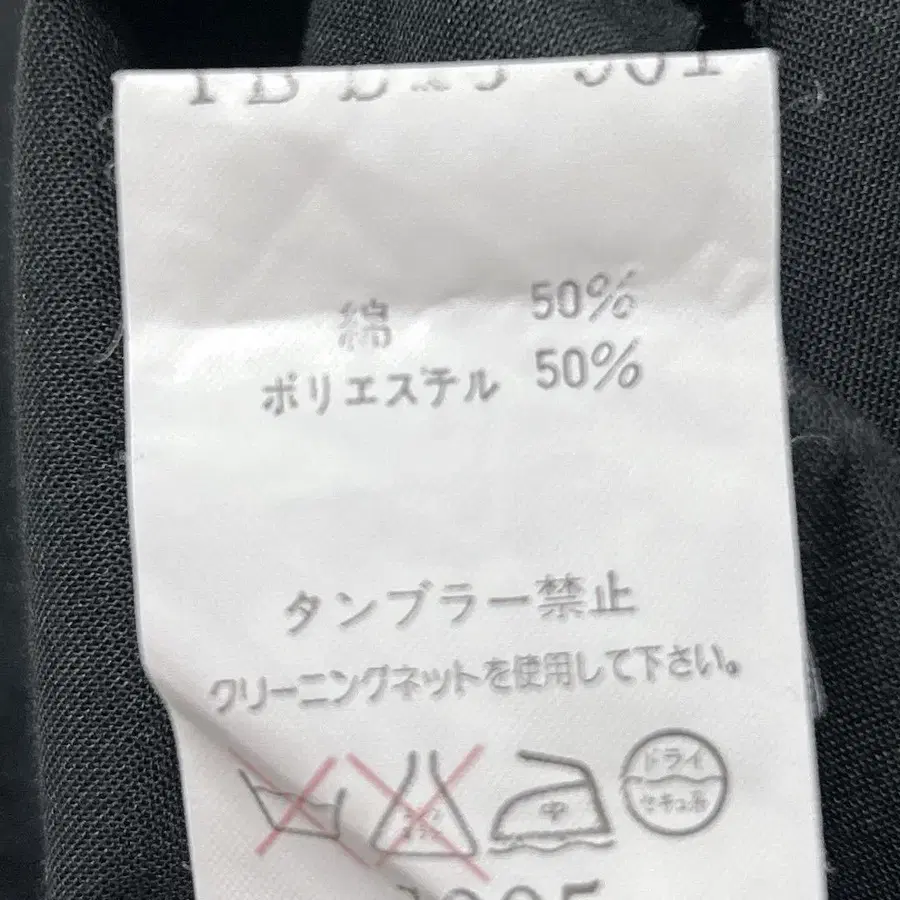 綿 50%
ポリエステル 50%
タンブラー禁止
クリーニングネットを使用して下さい。
中
ドライ
セキユ系